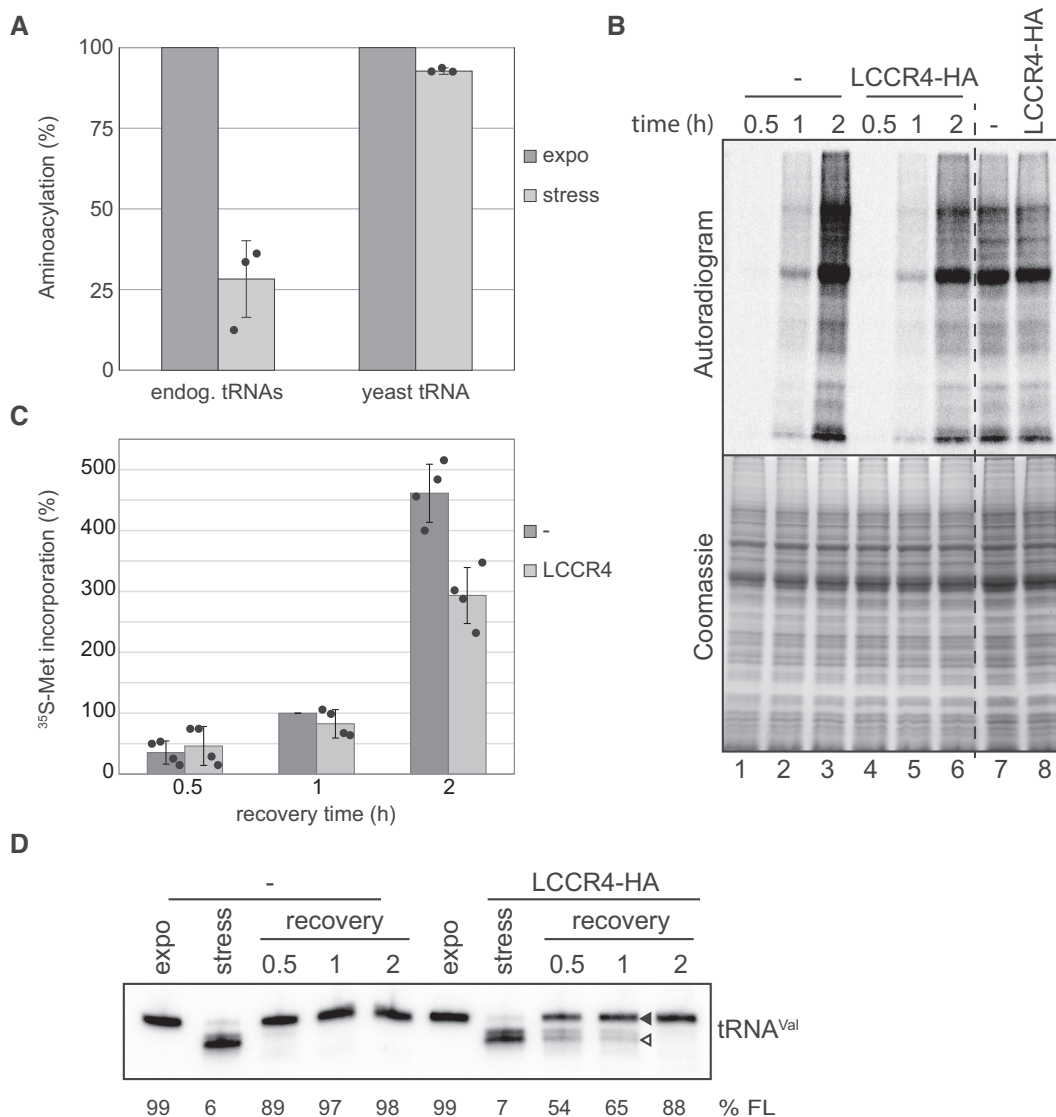 A
Aminoacylation (%)
100
75
50
25
0
endog. tRNAs
yeast tRNA
expo
stress
B
-
LCCR4-HA
-
LCCR4-HA
time (h)
0.5 1 2 0.5 1 2
Autoradiogram
Coomassie
1 2 3 4 5 6 7 8
C
³⁵S-Met incorporation (%)
500
400
300
200
100
0
0.5 1 2
recovery time (h)
-
LCCR4
D
-
LCCR4-HA
expo stress recovery expo stress recovery
0.5 1 2 0.5 1 2
tRNAⱽᵃˡ
99 6 89 97 98 99 7 54 65 88 % FL